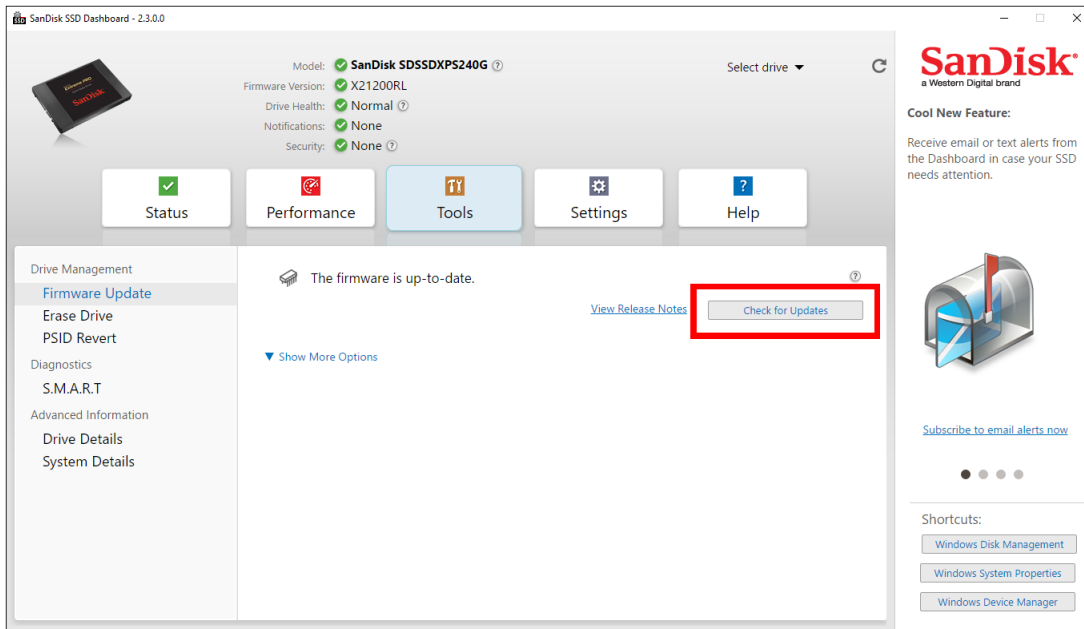 SSD SanDisk SSD Dashboard - 2.3.0.0
Extreme PRO
SanDisk
Model: SanDisk SDSSDXPS240G ?
Firmware Version: X21200RL
Drive Health: Normal ?
Notifications: None
Security: None ?
Select drive
SanDisk
a Western Digital brand
Cool New Feature:
Receive email or text alerts from
the Dashboard in case your SSD
needs attention.
Status
Performance
Tools
Settings
?
Help
Drive Management
Firmware Update
Erase Drive
PSID Revert
Diagnostics
S.M.A.R.T
Advanced Information
Drive Details
System Details
The firmware is up-to-date. ?
View Release Notes Check for Updates
Show More Options
Subscribe to email alerts now
Shortcuts:
Windows Disk Management
Windows System Properties
Windows Device Manager